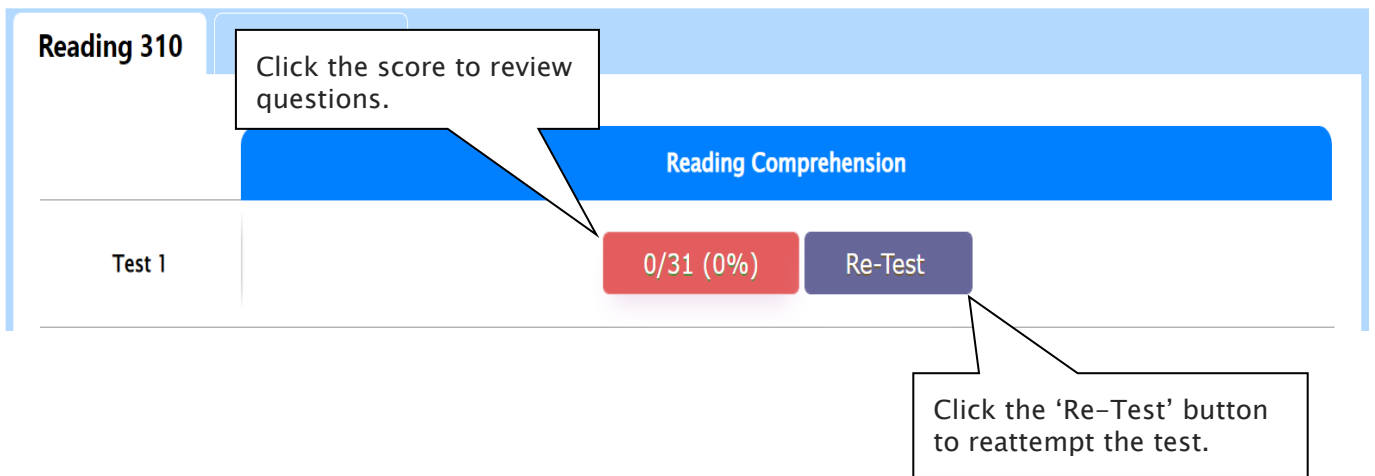 Reading 310
Click the score to review
questions.
Reading Comprehension
Test 1
0/31 (0%)
Re-Test
Click the ‘Re-Test’ button
to reattempt the test.